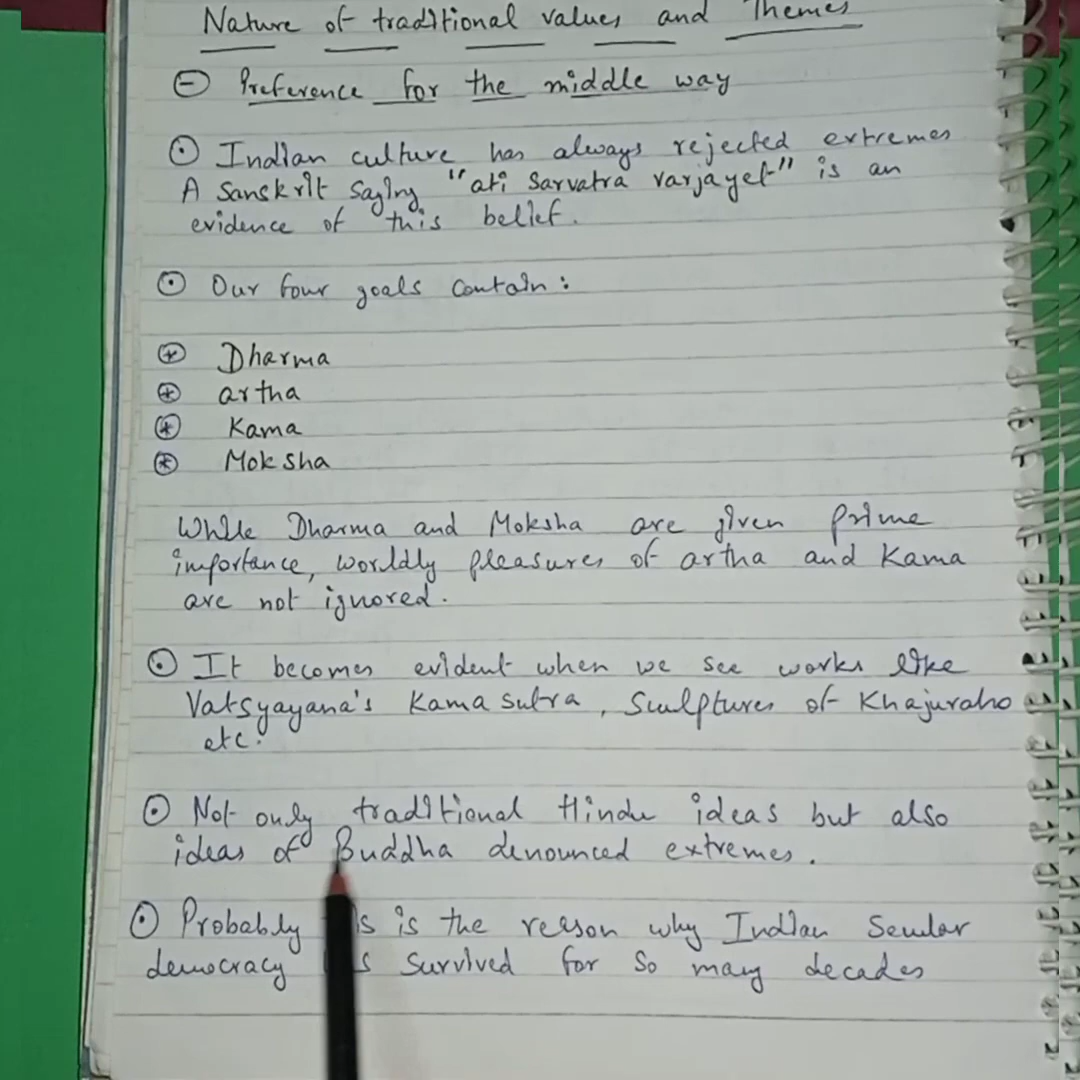 Nature of traditional values and Themes
Preference for the middle way
Indian culture has always rejected extremes
A Sanskrit saying "ati sarvatra varjayet" is an
evidence of this belief.
Our four goals contain:
Dharma
artha
Kama
Moksha
While Dharma and Moksha are given prime
importance, worldly pleasures of artha and Kama
are not ignored.
It becomes evident when we see works like
Vatsyayana's Kamasutra, Sculptures of Khajuraho
etc.
Not only traditional Hindu ideas but also
ideas of Buddha denounced extremes.
Probably is the reason why Indian Secular
democracy survived for so many decades